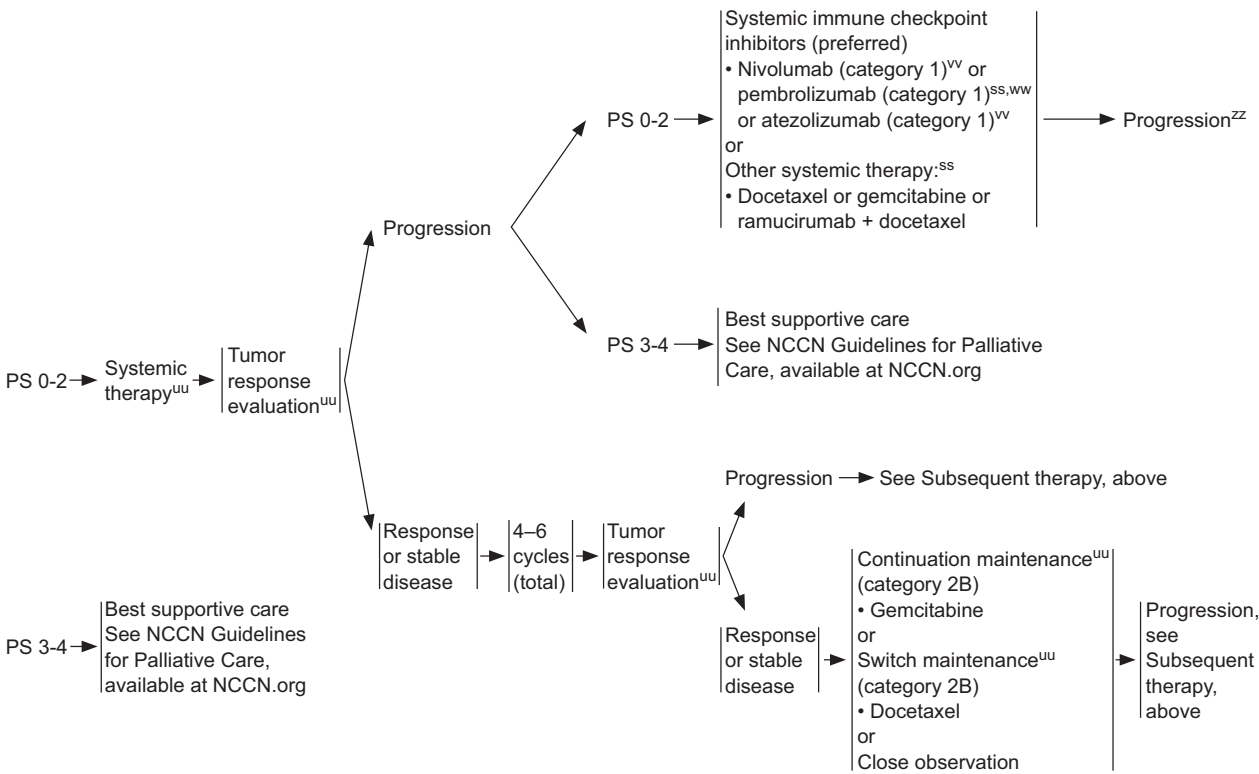 PS 0-2
Systemic
therapyuu
Tumor
response
evaluationuu
Progression
PS 0-2
Systemic immune checkpoint
inhibitors (preferred)
• Nivolumab (category 1)vv or
pembrolizumab (category 1)ss,ww
or atezolizumab (category 1)vv
or
Other systemic therapy:ss
• Docetaxel or gemcitabine or
ramucirumab + docetaxel
Progressionzz
PS 3-4
Best supportive care
See NCCN Guidelines for Palliative
Care, available at NCCN.org
Response
or stable
disease
4–6
cycles
(total)
Tumor
response
evaluationuu
Progression
See Subsequent therapy, above
Response
or stable
disease
Continuation maintenanceuu
(category 2B)
• Gemcitabine
or
Switch maintenanceuu
(category 2B)
• Docetaxel
or
Close observation
Progression,
see
Subsequent
therapy,
above
PS 3-4
Best supportive care
See NCCN Guidelines
for Palliative Care,
available at NCCN.org